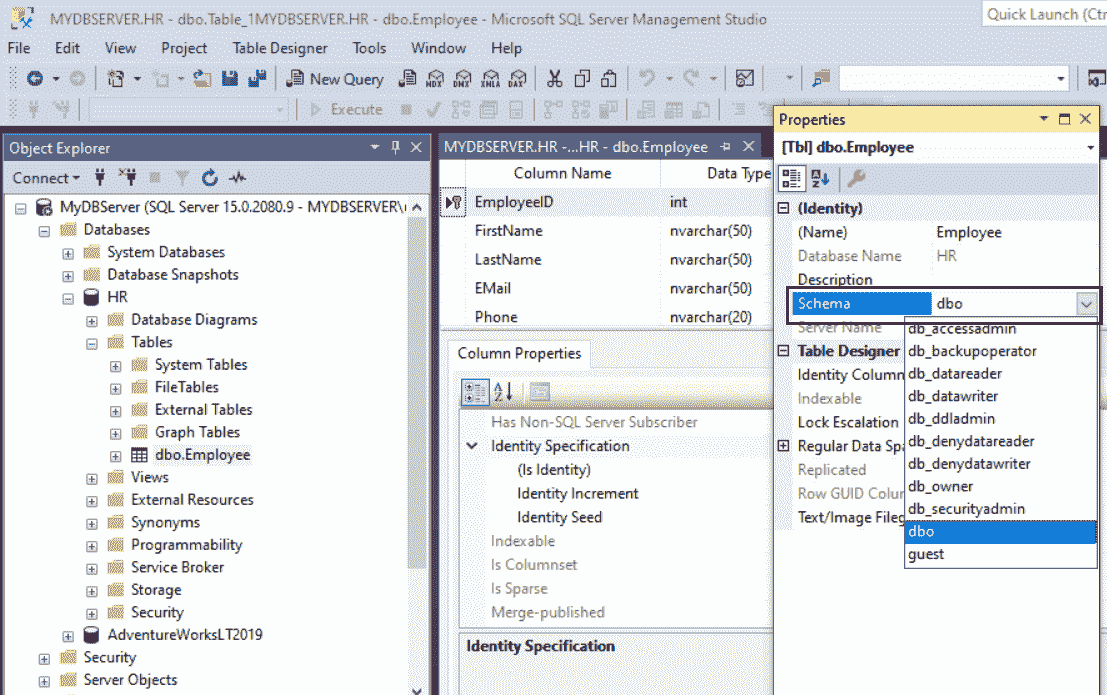 MYDBSERVER.HR - dbo.Table_1MYDBSERVER.HR - dbo.Employee - Microsoft SQL Server Management Studio
Quick Launch (Ctr
File Edit View Project Table Designer Tools Window Help
New Query MDX DMX XMLA DAX
Execute
Object Explorer
Connect
MyDBServer (SQL Server 15.0.2080.9 - MYDBSERVER\
Databases
System Databases
Database Snapshots
HR
Database Diagrams
Tables
System Tables
FileTables
External Tables
Graph Tables
dbo.Employee
Views
External Resources
Synonyms
Programmability
Service Broker
Storage
Security
AdventureWorksLT2019
Security
Server Objects
MYDBSERVER.HR -...HR - dbo.Employee
Column Name Data Type
EmployeeID int
FirstName nvarchar(50)
LastName nvarchar(50)
EMail nvarchar(50)
Phone nvarchar(20)
Column Properties
Has Non-SQL Server Subscriber
Identity Specification
(Is Identity)
Identity Increment
Identity Seed
Indexable
Is Columnset
Is Sparse
Merge-published
Identity Specification
Properties
[Tbl] dbo.Employee
(Identity)
(Name) Employee
Database Name HR
Description
Schema dbo
Server Name
Table Designer
Identity Column
Indexable
Lock Escalation
Regular Data Spa
Replicated
Row GUID Colur
Text/Image Fileg
db_accessadmin
db_backupoperator
db_datareader
db_datawriter
db_ddladmin
db_denydatareader
db_denydatawriter
db_owner
db_securityadmin
dbo
guest